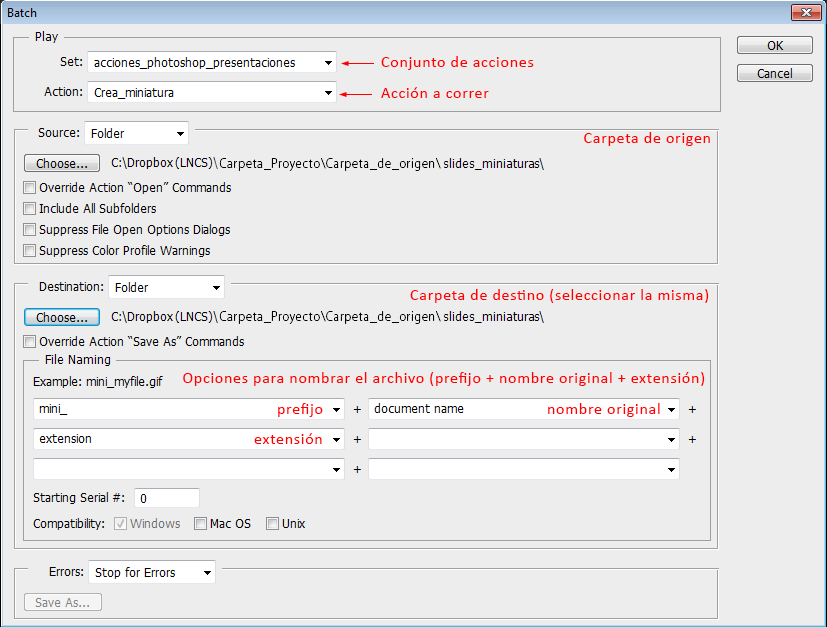 Batch
Play
OK
Set: acciones_photoshop_presentaciones Conjunto de acciones
Cancel
Action: Crea_miniatura Acción a correr
Source: Folder
Carpeta de origen
Choose... C:\Dropbox (LNCS)\Carpeta_Proyecto\Carpeta_de_origen\ slides_miniaturas\
Override Action “Open” Commands
Include All Subfolders
Suppress File Open Options Dialogs
Suppress Color Profile Warnings
Destination: Folder
Carpeta de destino (seleccionar la misma)
Choose... C:\Dropbox (LNCS)\Carpeta_Proyecto\Carpeta_de_origen\ slides_miniaturas\
Override Action “Save As” Commands
File Naming
Example: mini_myfile.gif Opciones para nombrar el archivo (prefijo + nombre original + extensión)
mini_ prefijo + document name nombre original +
extension extensión + +
+
Starting Serial #: 0
Compatibility: Windows Mac OS Unix
Errors: Stop for Errors
Save As...